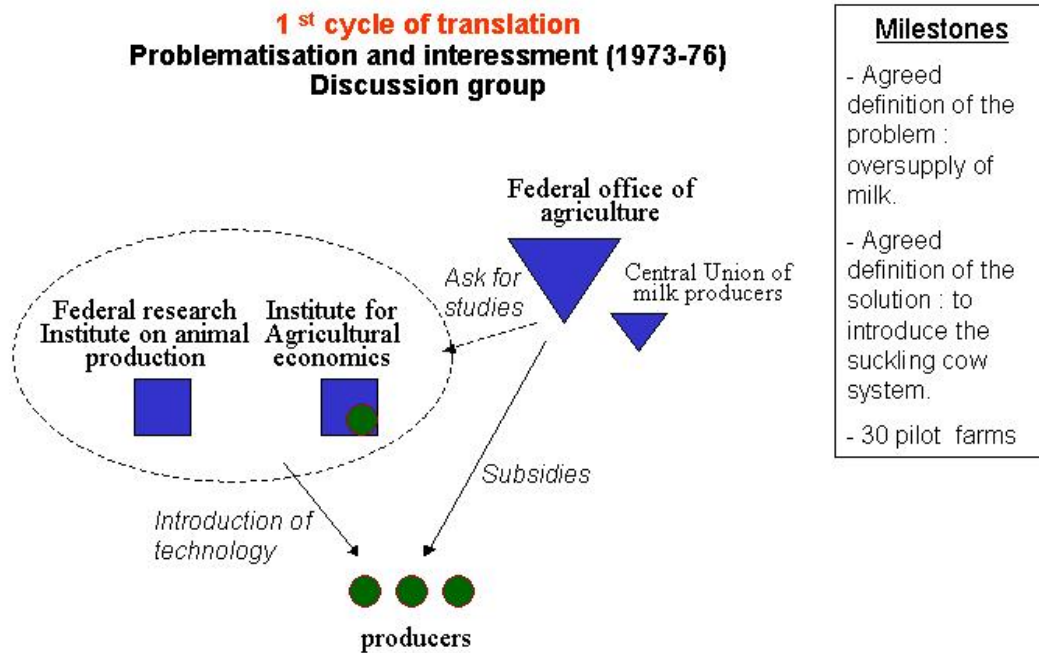 1 st cycle of translation
Problematisation and interessment (1973-76)
Discussion group
Milestones
- Agreed
definition of the
problem :
oversupply of
milk.
- Agreed
definition of the
solution : to
introduce the
suckling cow
system.
- 30 pilot farms
Federal office of
agriculture
Central Union of
milk producers
Ask for
studies
Federal research
Institute on animal
production
Institute for
Agricultural
economics
Subsidies
Introduction of
technology
producers